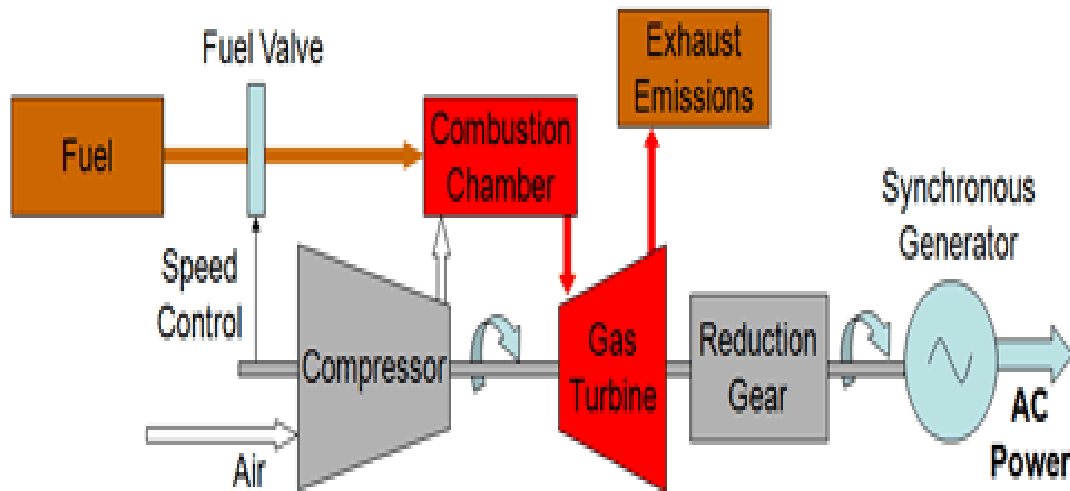 Fuel Valve
Exhaust
Emissions
Fuel
Combustion
Chamber
Synchronous
Generator
Speed
Control
Compressor
Gas
Turbine
Reduction
Gear
Air
AC
Power